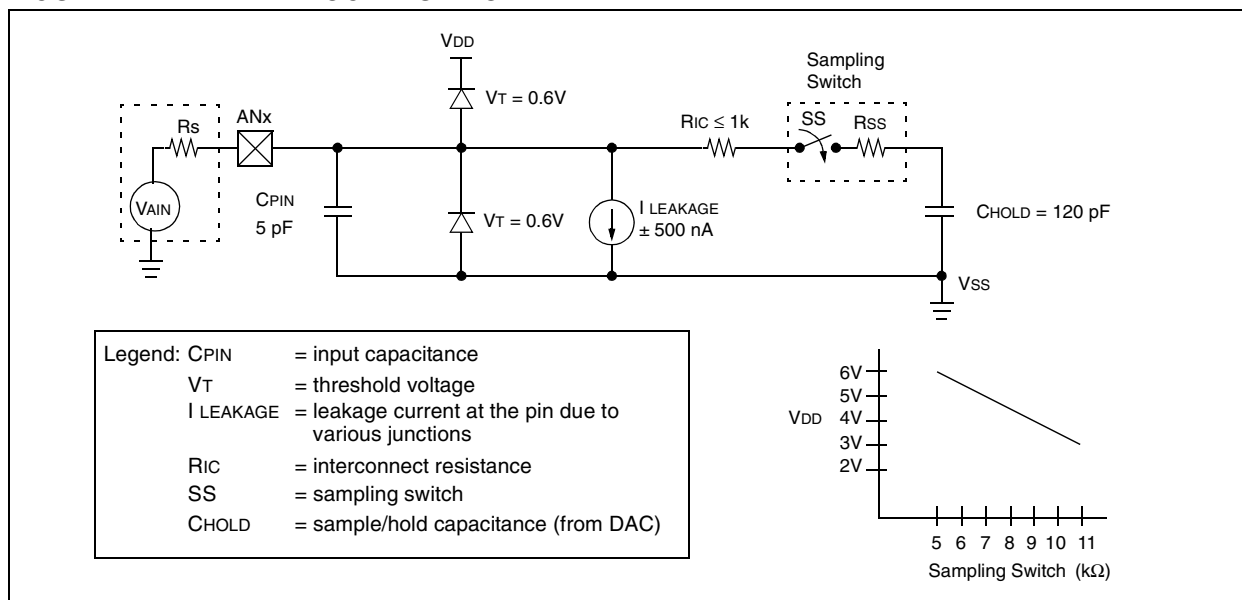 VDD
Sampling
Switch
VT = 0.6V
Rs
ANx
RIC ≤ 1k
SS
RSS
VAIN
CPIN
5 pF
VT = 0.6V
I LEAKAGE
± 500 nA
CHOLD = 120 pF
VSS
Legend: CPIN = input capacitance
VT = threshold voltage
I LEAKAGE = leakage current at the pin due to
various junctions
RIC = interconnect resistance
SS = sampling switch
CHOLD = sample/hold capacitance (from DAC)
6V
5V
VDD
4V
3V
2V
5 6 7 8 9 10 11
Sampling Switch (kΩ)